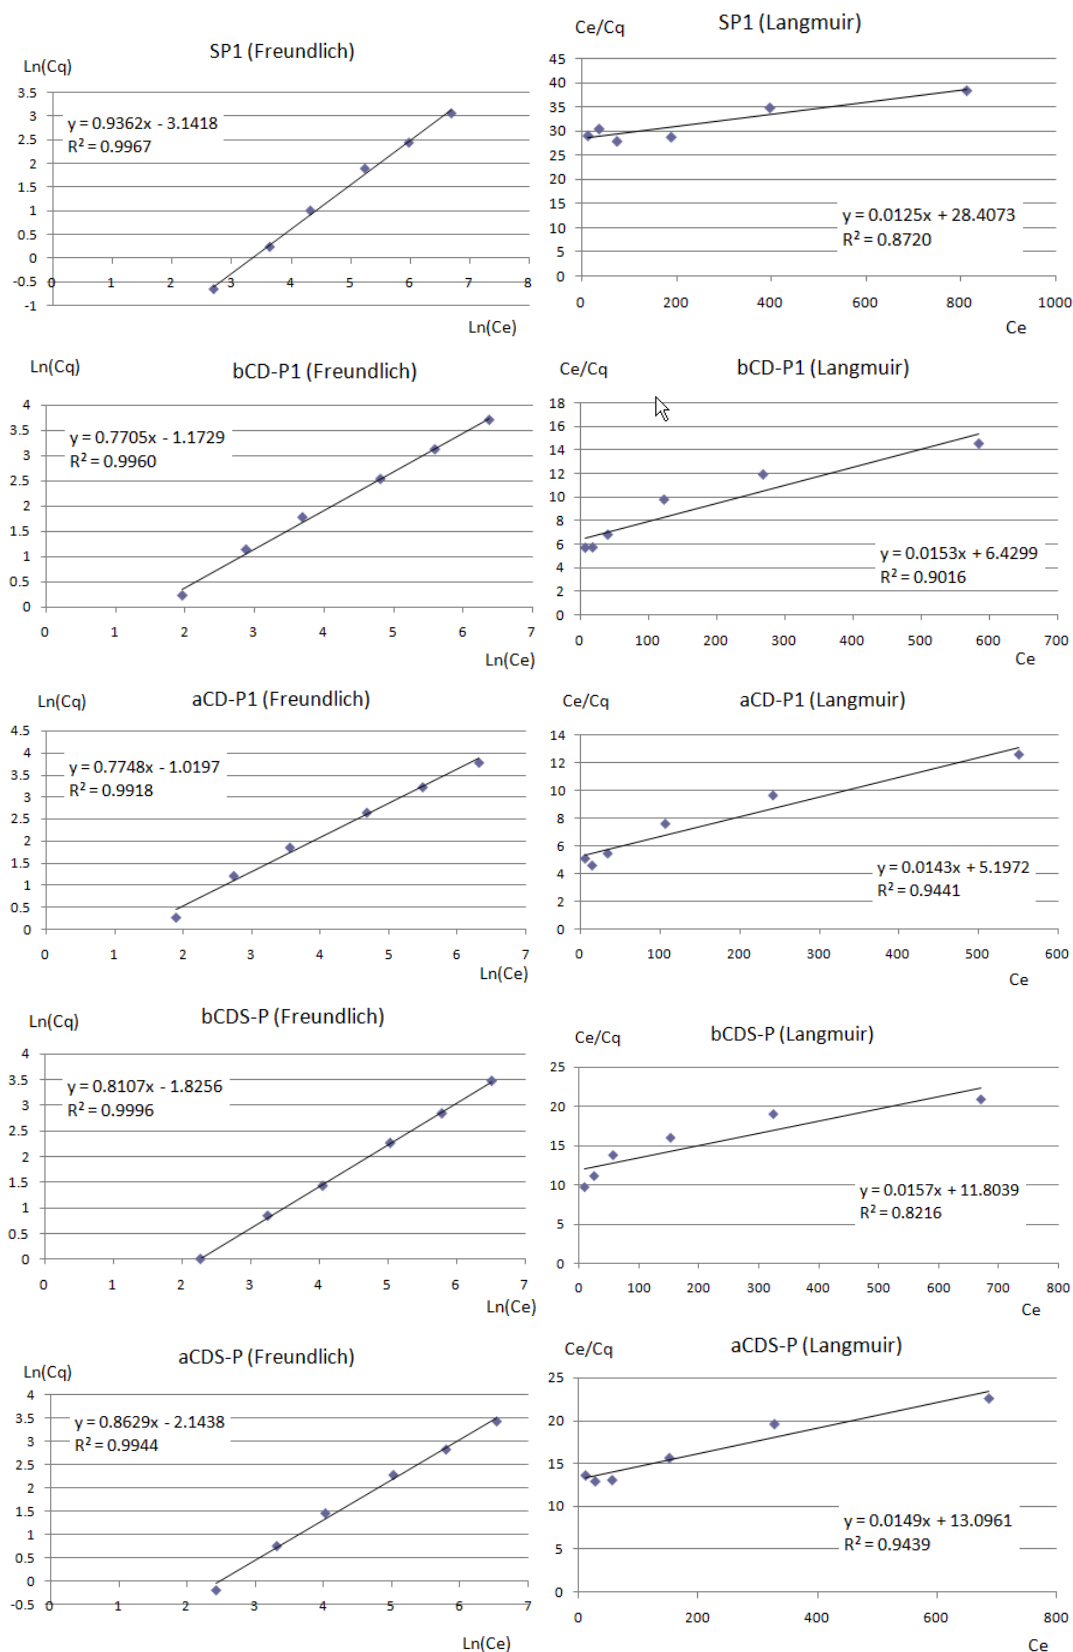 SP1 (Freundlich)
Ln(Cq)
3.5
3
2.5
2
1.5
1
0.5
0
-0.5
-1
y = 0.9362x - 3.1418
R² = 0.9967
0 1 2 3 4 5 6 7 8
Ln(Ce)
SP1 (Langmuir)
Ce/Cq
45
40
35
30
25
20
15
10
5
0
y = 0.0125x + 28.4073
R² = 0.8720
0 200 400 600 800 1000
Ce
bCD-P1 (Freundlich)
Ln(Cq)
4
3.5
3
2.5
2
1.5
1
0.5
0
y = 0.7705x - 1.1729
R² = 0.9960
0 1 2 3 4 5 6 7
Ln(Ce)
bCD-P1 (Langmuir)
Ce/Cq
18
16
14
12
10
8
6
4
2
0
y = 0.0153x + 6.4299
R² = 0.9016
0 100 200 300 400 500 600 700
Ce
aCD-P1 (Freundlich)
Ln(Cq)
4.5
4
3.5
3
2.5
2
1.5
1
0.5
0
y = 0.7748x - 1.0197
R² = 0.9918
0 1 2 3 4 5 6 7
Ln(Ce)
aCD-P1 (Langmuir)
Ce/Cq
14
12
10
8
6
4
2
0
y = 0.0143x + 5.1972
R² = 0.9441
0 100 200 300 400 500 600
Ce
bCDS-P (Freundlich)
Ln(Cq)
4
3.5
3
2.5
2
1.5
1
0.5
0
y = 0.8107x - 1.8256
R² = 0.9996
0 1 2 3 4 5 6 7
Ln(Ce)
bCDS-P (Langmuir)
Ce/Cq
25
20
15
10
5
0
y = 0.0157x + 11.8039
R² = 0.8216
0 100 200 300 400 500 600 700 800
Ce
aCDS-P (Freundlich)
Ln(Cq)
4
3.5
3
2.5
2
1.5
1
0.5
0
-0.5
y = 0.8629x - 2.1438
R² = 0.9944
0 1 2 3 4 5 6 7
Ln(Ce)
aCDS-P (Langmuir)
Ce/Cq
25
20
15
10
5
0
y = 0.0149x + 13.0961
R² = 0.9439
0 200 400 600 800
Ce